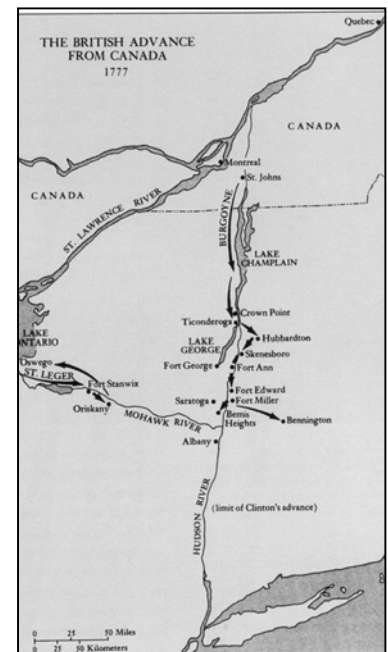 Quebec
THE BRITISH ADVANCE
FROM CANADA
1777
CANADA
Montreal
St. Johns
CANADA
ST. LAWRENCE RIVER
BURGOYNE
LAKE
CHAMPLAIN
Crown Point
Ticonderoga
Hubbardton
LAKE
ONTARIO
LAKE
GEORGE
Skenesboro
Oswego
Fort George
Fort Ann
ST. LEGER
Fort Stanwix
Fort Edward
Oriskany
Saratoga
Fort Miller
MOHAWK RIVER
Bemis
Heights
Bennington
Albany
HUDSON RIVER
(limit of Clinton's advance)
0 25 50 Miles
0 25 50 Kilometers